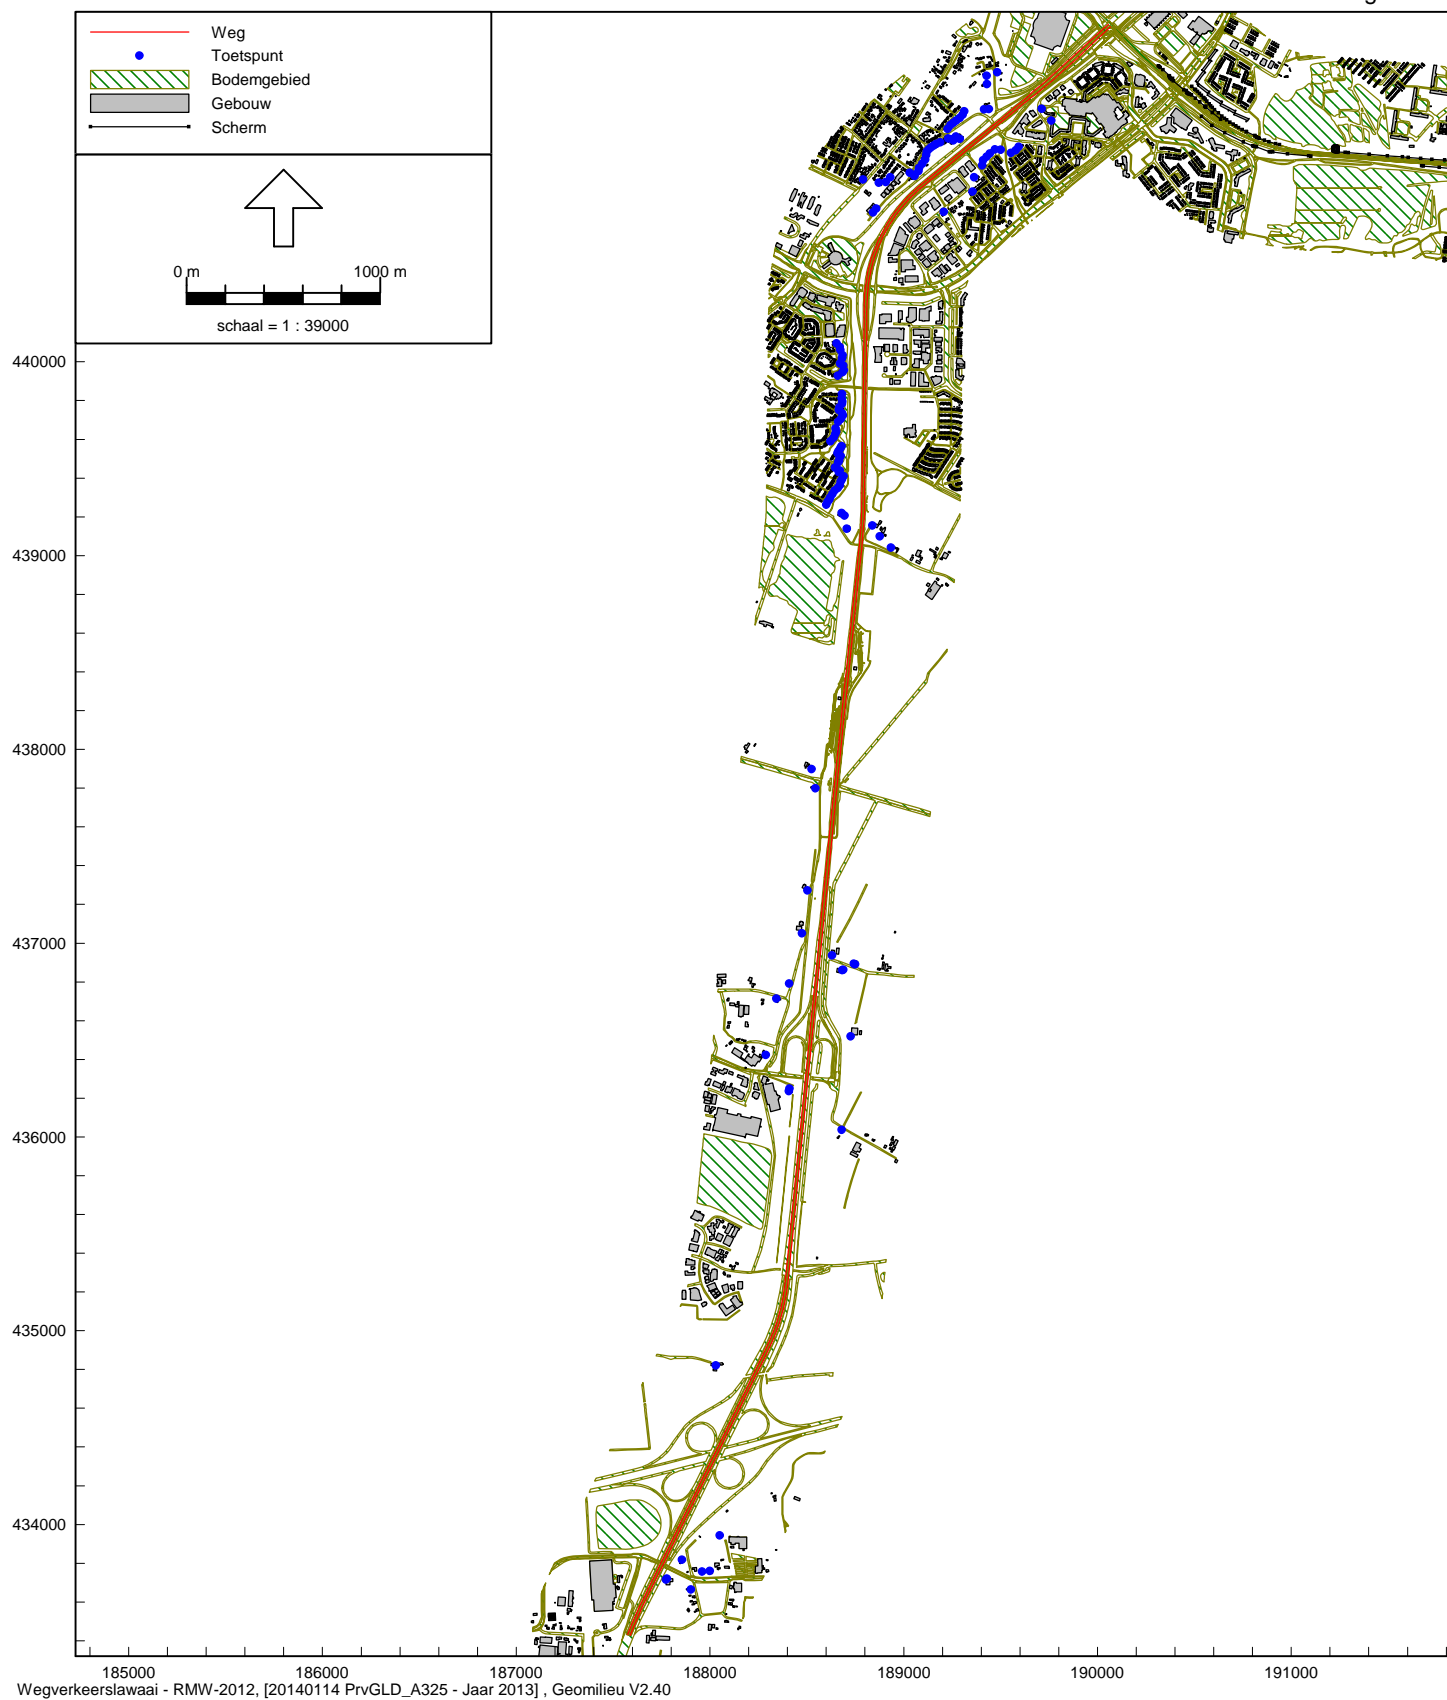 Weg
Toetspunt
Bodemgebied
Gebouw
Scherm
0 m 1000 m
schaal = 1 : 39000
440000
439000
438000
437000
436000
435000
434000
185000 186000 187000 188000 189000 190000 191000
Wegverkeerslawaai - RMW-2012, [20140114 PrvGLD_A325 - Jaar 2013] , Geomilieu V2.40